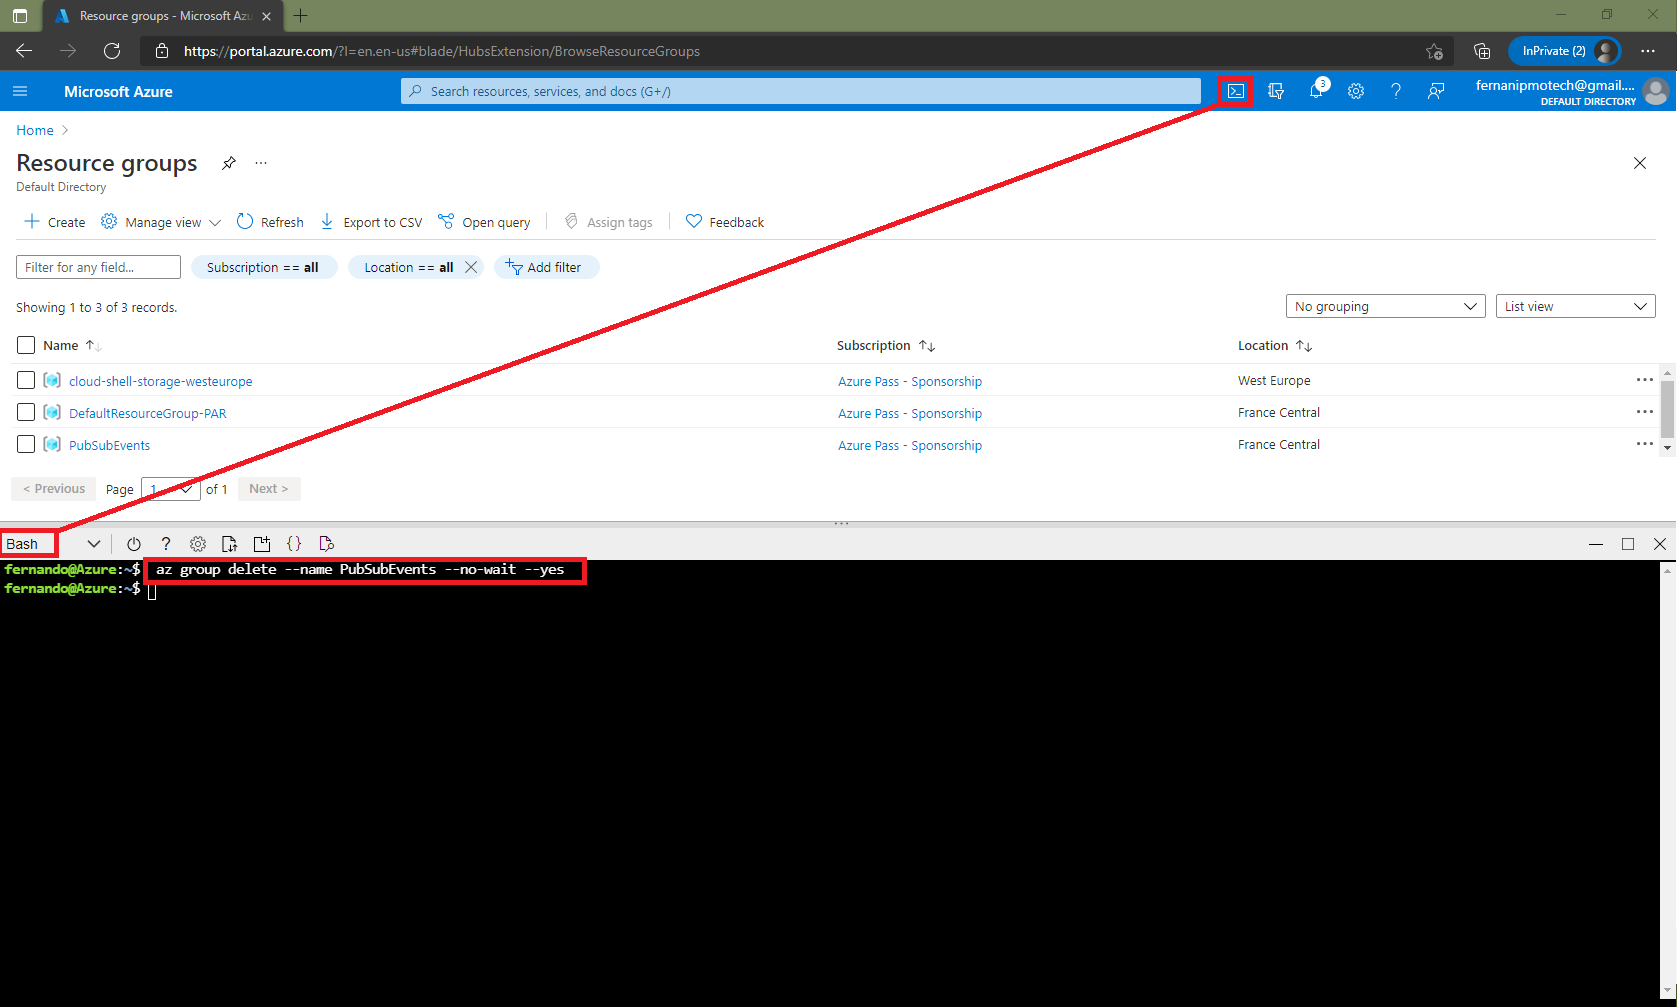 Resource groups - Microsoft Azu
https://portal.azure.com/?l=en.en-us#blade/HubsExtension/BrowseResourceGroups
InPrivate (2)
Microsoft Azure
Search resources, services, and docs (G+/)
3
fernanipmotech@gmail....
DEFAULT DIRECTORY
Home
Resource groups
Default Directory
Create
Manage view
Refresh
Export to CSV
Open query
Assign tags
Feedback
Filter for any field...
Subscription == all
Location == all
Add filter
Showing 1 to 3 of 3 records.
No grouping
List view
Name
Subscription
Location
cloud-shell-storage-westeurope
Azure Pass - Sponsorship
West Europe
DefaultResourceGroup-PAR
Azure Pass - Sponsorship
France Central
PubSubEvents
Azure Pass - Sponsorship
France Central
< Previous
Page
1
of 1
Next >
Bash
fernando@Azure:~$ az group delete --name PubSubEvents --no-wait --yes
fernando@Azure:~$